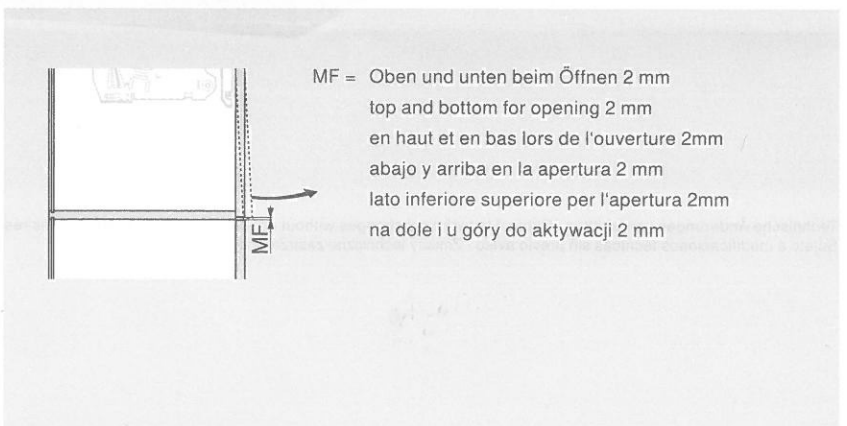 MF = Oben und unten beim Öffnen 2 mm
top and bottom for opening 2 mm
en haut et en bas lors de l'ouverture 2mm
abajo y arriba en la apertura 2 mm
lato inferiore superiore per l'apertura 2mm
na dole i u góry do aktywacji 2 mm
MF